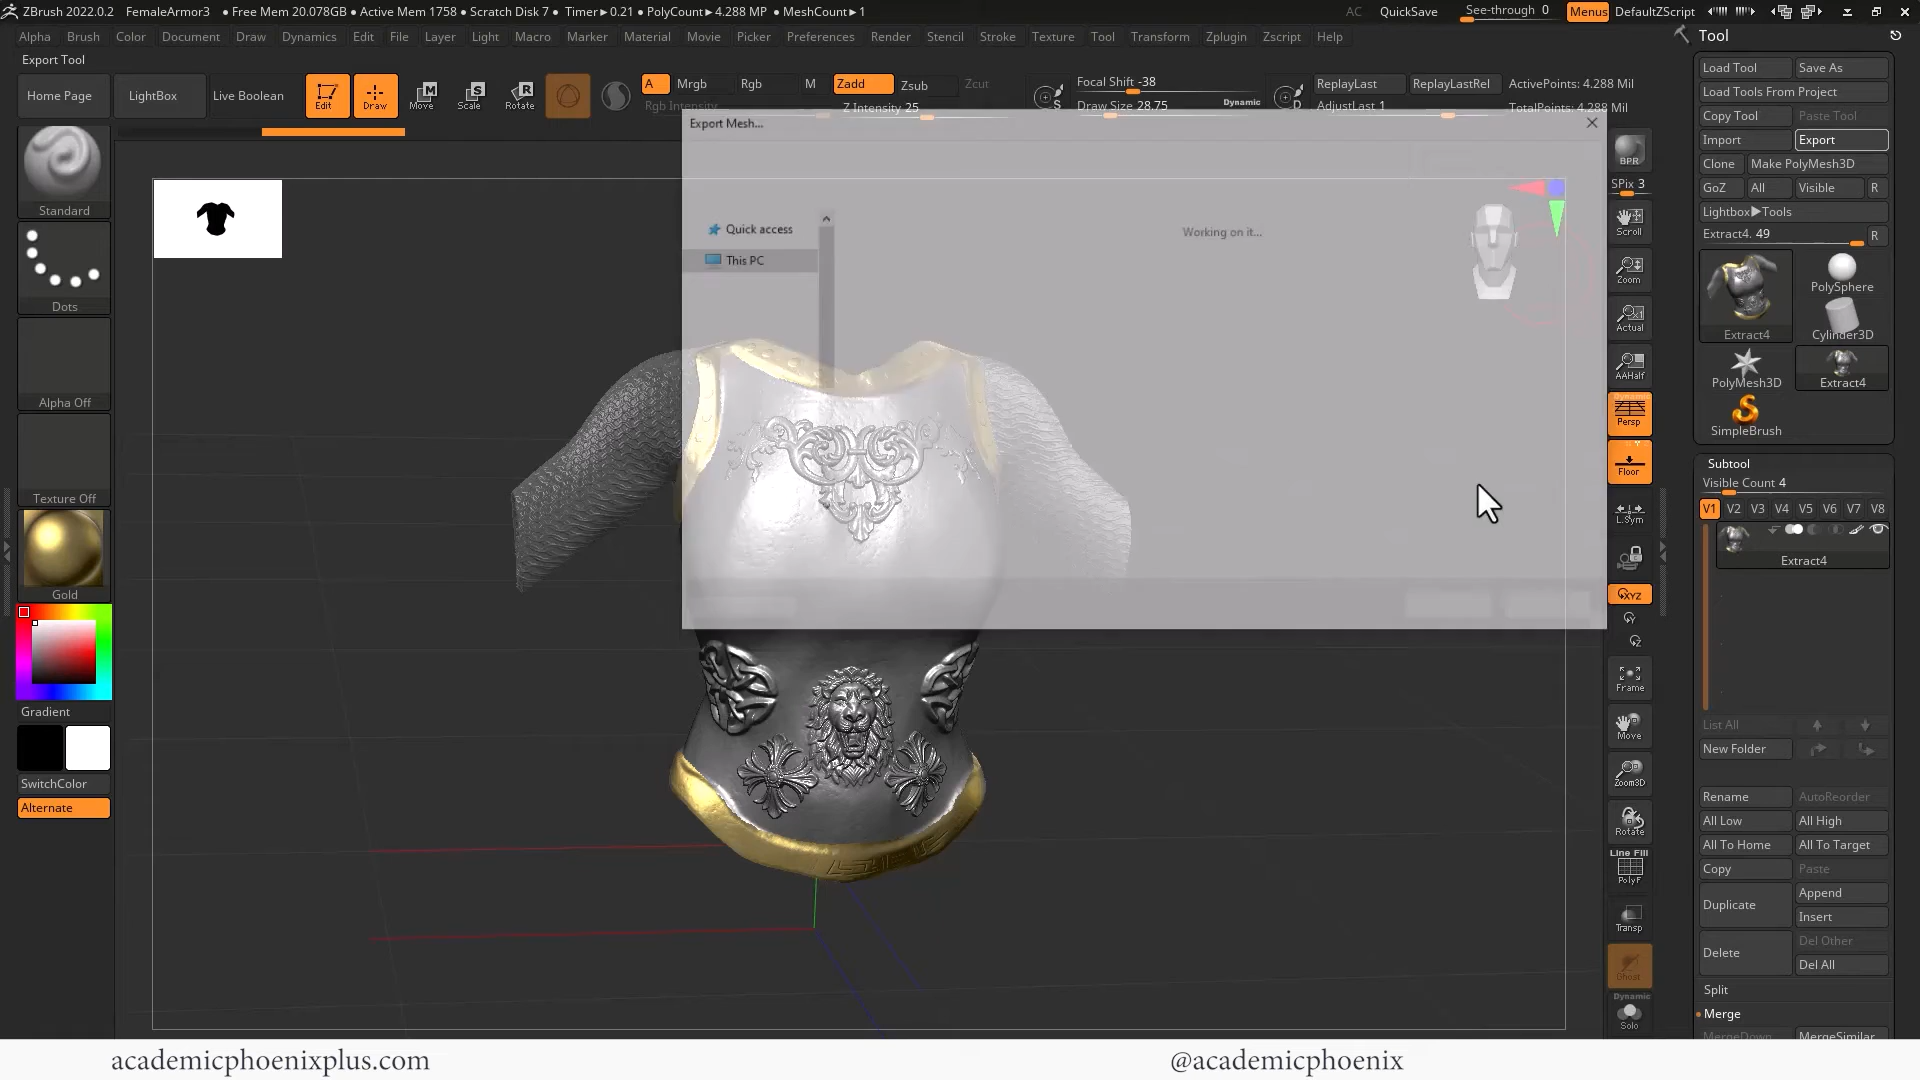 ZBrush 2022.0.2 FemaleArmor3 ● Free Mem 20.078GB ● Active Mem 1758 ● Scratch Disk 7 ● Timer►0.21 ● PolyCount►4.288 MP ● MeshCount►1 AC QuickSave See-through 0 Menus DefaultZScript
Alpha Brush Color Document Draw Dynamics Edit File Layer Light Macro Marker Material Movie Picker Preferences Render Stencil Stroke Texture Tool Transform Zplugin Zscript Help
Export Tool
Home Page LightBox Live Boolean Edit Draw Move Scale Rotate
A Mrgb Rgb M Zadd Zsub Zcut
Rgb Intensity Z Intensity 25
Focal Shift -38
Draw Size 28.75 Dynamic
S
D
ReplayLast ReplayLastRel ActivePoints: 4.288 Mil
AdjustLast 1 TotalPoints: 4.288 Mil
Standard
Dots
Alpha Off
Texture Off
Gold
Gradient
SwitchColor
Alternate
Export Mesh...
Quick access
This PC
Working on it...
BPR
SPix 3
Scroll
Zoom
Actual
AAHalf
Dynamic
Persp
Floor
L.Sym
XYZ
Frame
Move
Zoom3D
Rotate
Line Fill
PolyF
Transp
Ghost
Dynamic
Solo
Tool
Load Tool Save As
Load Tools From Project
Copy Tool Paste Tool
Import Export
Clone Make PolyMesh3D
GoZ All Visible R
Lightbox►Tools
Extract4. 49 R
Extract4
PolySphere
Cylinder3D
PolyMesh3D Extract4
SimpleBrush
Subtool
Visible Count 4
V1 V2 V3 V4 V5 V6 V7 V8
Extract4
List All
New Folder
Rename AutoReorder
All Low All High
All To Home All To Target
Copy Paste
Duplicate Append
Insert
Delete Del Other
Del All
Split
Merge
MergeDown MergeSimilar
academicphoenixplus.com
@academicphoenix